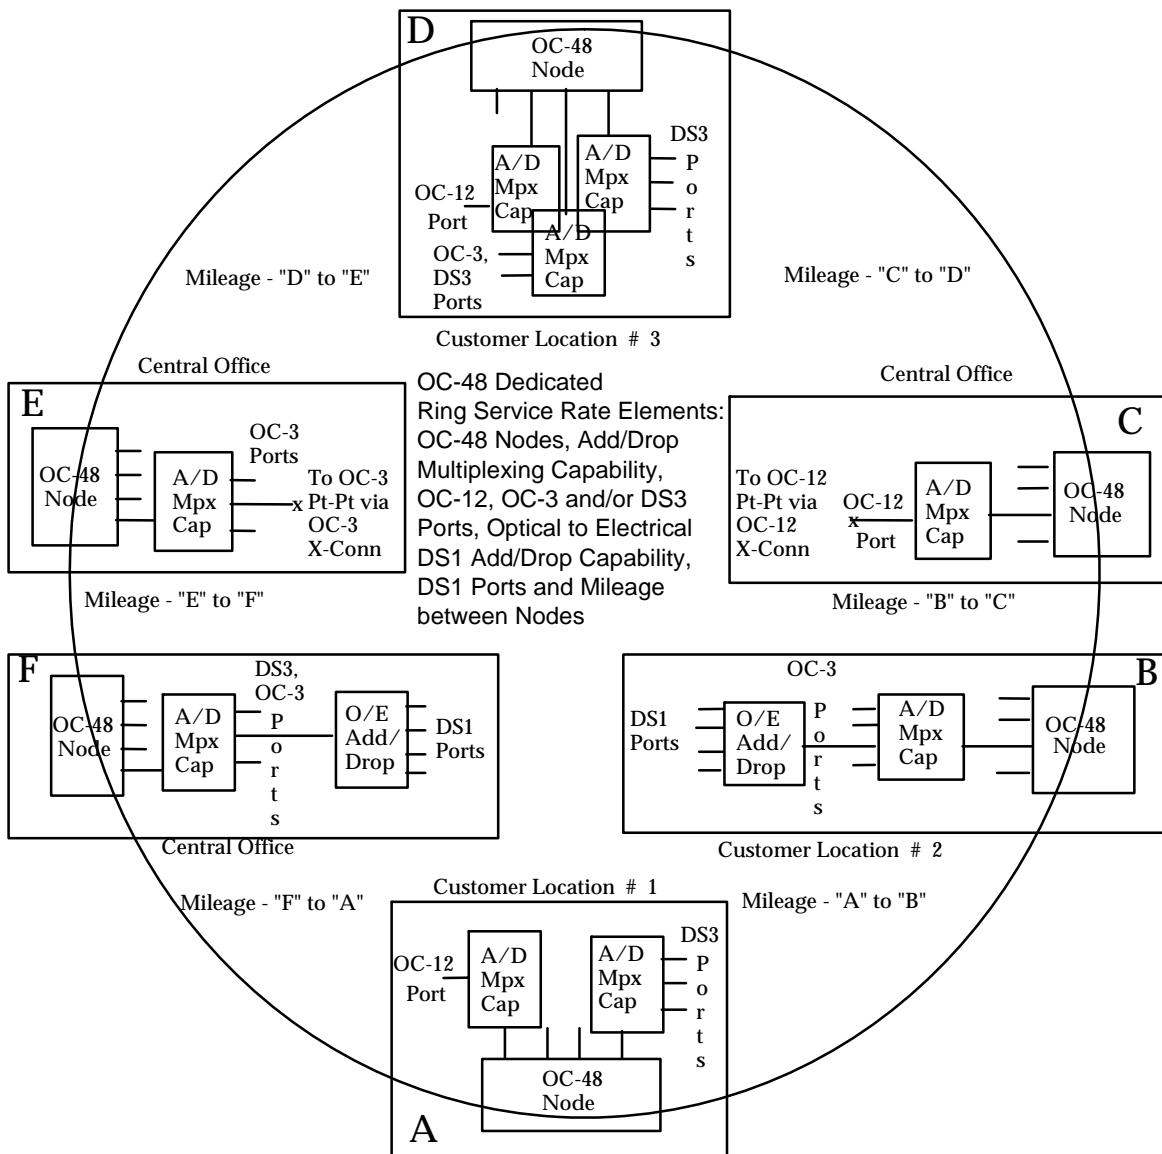 D
OC-48
Node
DS3
P
o
r
t
s
A/D
Mpx
Cap
A/D
Mpx
Cap
OC-12
Port
A/D
Mpx
Cap
OC-3,
DS3
Ports
Mileage - "D" to "E"
Mileage - "C" to "D"
Customer Location # 3
Central Office
E
OC-48
Node
A/D
Mpx
Cap
OC-3
Ports
To OC-3
x Pt-Pt via
OC-3
X-Conn
OC-48 Dedicated
Ring Service Rate Elements:
OC-48 Nodes, Add/Drop
Multiplexing Capability,
OC-12, OC-3 and/or DS3
Ports, Optical to Electrical
DS1 Add/Drop Capability,
DS1 Ports and Mileage
between Nodes
Central Office
C
To OC-12
Pt-Pt via
OC-12
X-Conn
OC-12
x
Port
A/D
Mpx
Cap
OC-48
Node
Mileage - "E" to "F"
Mileage - "B" to "C"
F
OC-48
Node
A/D
Mpx
Cap
DS3,
OC-3
P
o
r
t
s
O/E
Add/
Drop
DS1
Ports
Central Office
B
OC-3
DS1
Ports
O/E
Add/
Drop
P
o
r
t
s
A/D
Mpx
Cap
OC-48
Node
Customer Location # 2
Mileage - "F" to "A"
Customer Location # 1
Mileage - "A" to "B"
OC-12
Port
A/D
Mpx
Cap
A/D
Mpx
Cap
DS3
P
o
r
t
s
OC-48
Node
A